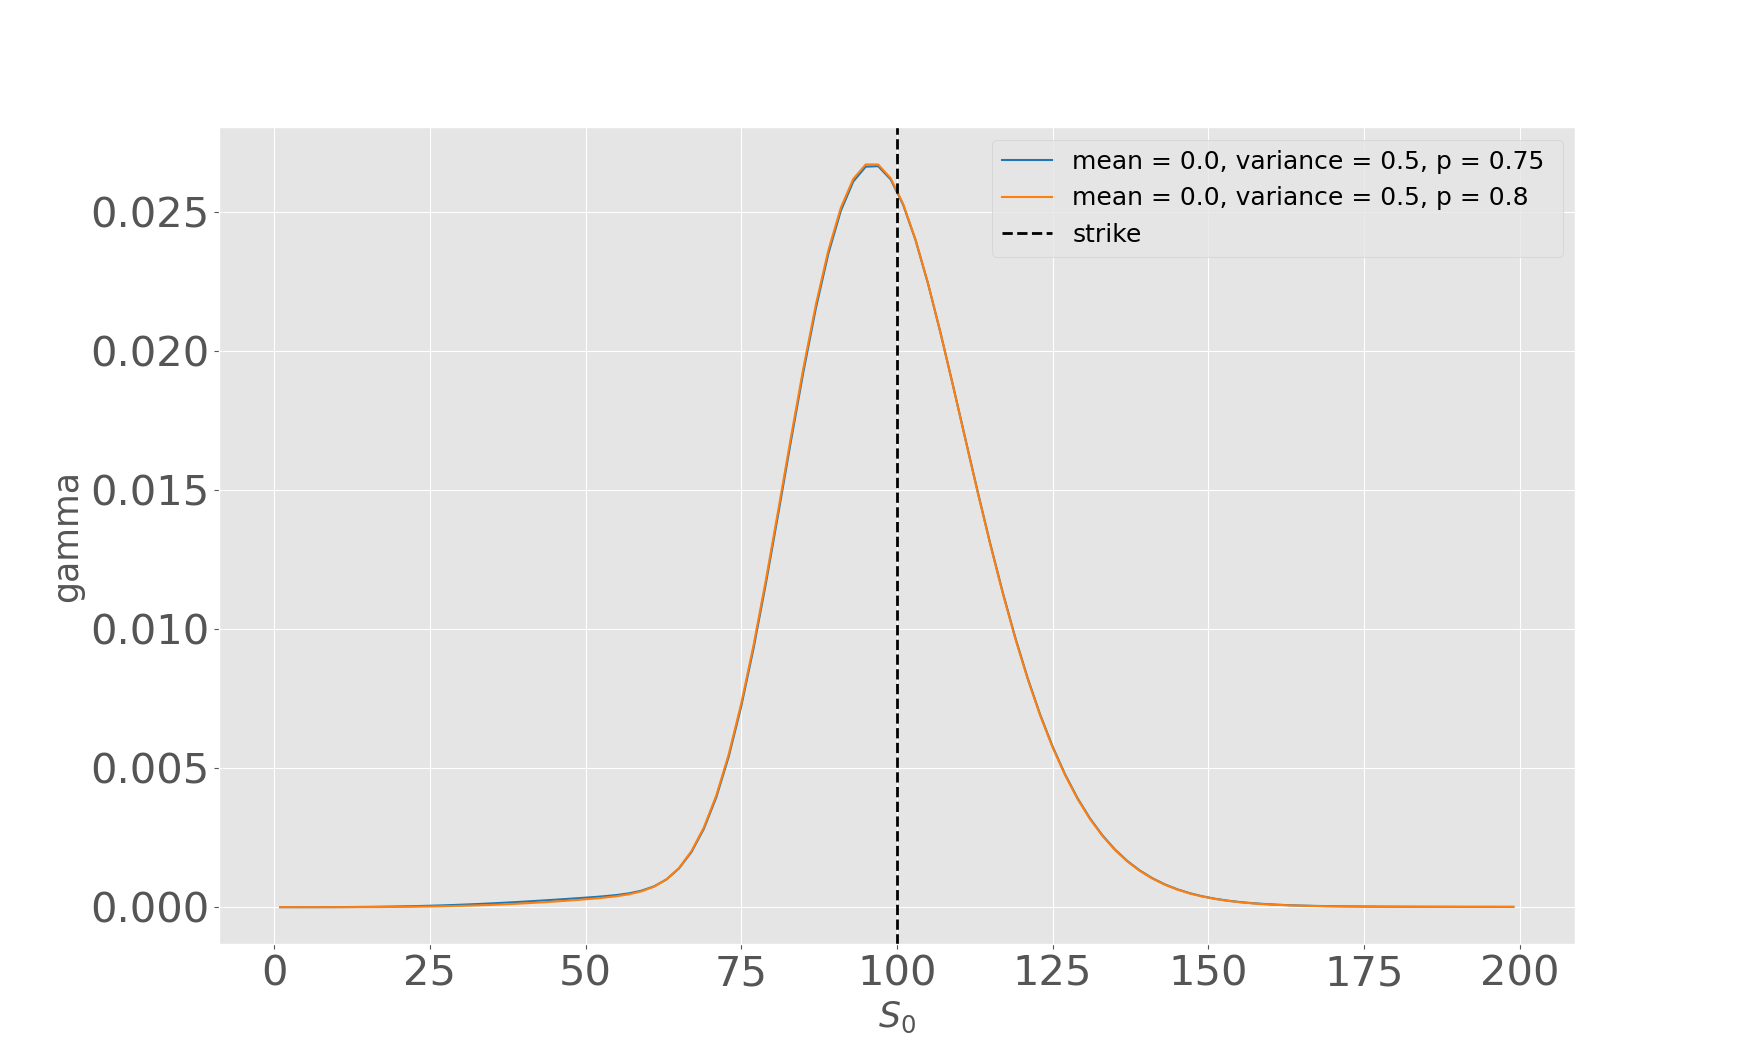 mean = 0.0, variance = 0.5, p = 0.75
mean = 0.0, variance = 0.5, p = 0.8
strike
gamma
0.025
0.020
0.015
0.010
0.005
0.000
0 25 50 75 100 125 150 175 200
S₀